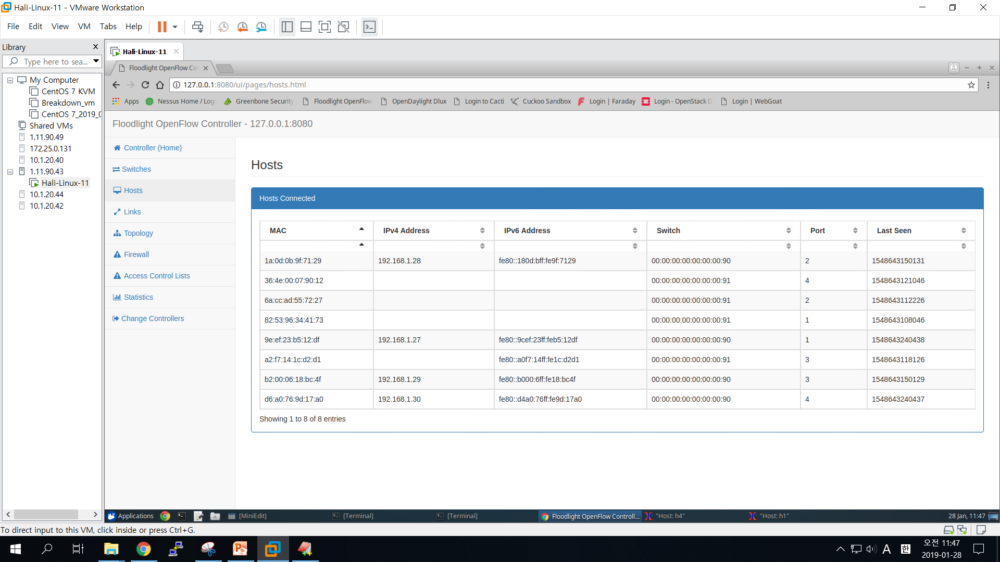 Hali-Linux-11 - VMware Workstation
File Edit View VM Tabs Help
Library
Type here to sea...
My Computer
CentOS 7 KVM
Breakdown_vm
CentOS 7_2019_0
Shared VMs
1.11.90.49
172.25.0.131
10.1.20.40
1.11.90.43
Hali-Linux-11
10.1.20.44
10.1.20.42
Hali-Linux-11
Floodlight OpenFlow Co
127.0.0.1:8080/ui/pages/hosts.html
Apps Nessus Home / Logi Greenbone Security Floodlight OpenFlow OpenDaylight Dlux Login to Cacti Cuckoo Sandbox Login | Faraday Login - OpenStack D Login | WebGoat
Floodlight OpenFlow Controller - 127.0.0.1:8080
Controller (Home)
Switches
Hosts
Links
Topology
Firewall
Access Control Lists
Statistics
Change Controllers
Hosts
Hosts Connected
MAC IPv4 Address IPv6 Address Switch Port Last Seen
1a:0d:0b:9f:71:29 192.168.1.28 fe80::180d:bff:fe9f:7129 00:00:00:00:00:00:00:90 2 1548643150131
36:4e:00:07:90:12 00:00:00:00:00:00:00:91 4 1548643121046
6a:cc:ad:55:72:27 00:00:00:00:00:00:00:91 2 1548643112226
82:53:96:34:41:73 00:00:00:00:00:00:00:91 1 1548643108046
9e:ef:23:b5:12:df 192.168.1.27 fe80::9cef:23ff:feb5:12df 00:00:00:00:00:00:00:90 1 1548643240438
a2:f7:14:1c:d2:d1 fe80::a0f7:14ff:fe1c:d2d1 00:00:00:00:00:00:00:91 3 1548643118126
b2:00:06:18:bc:4f 192.168.1.29 fe80::b000:6ff:fe18:bc4f 00:00:00:00:00:00:00:90 3 1548643150129
d6:a0:76:9d:17:a0 192.168.1.30 fe80::d4a0:76ff:fe9d:17a0 00:00:00:00:00:00:00:90 4 1548643240437
Showing 1 to 8 of 8 entries
Applications [MiniEdit] [Terminal] [Terminal] Floodlight OpenFlow Controll... "Host: h4" "Host: h1" 28 Jan, 11:47
To direct input to this VM, click inside or press Ctrl+G.
A 한 오전 11:47
2019-01-28